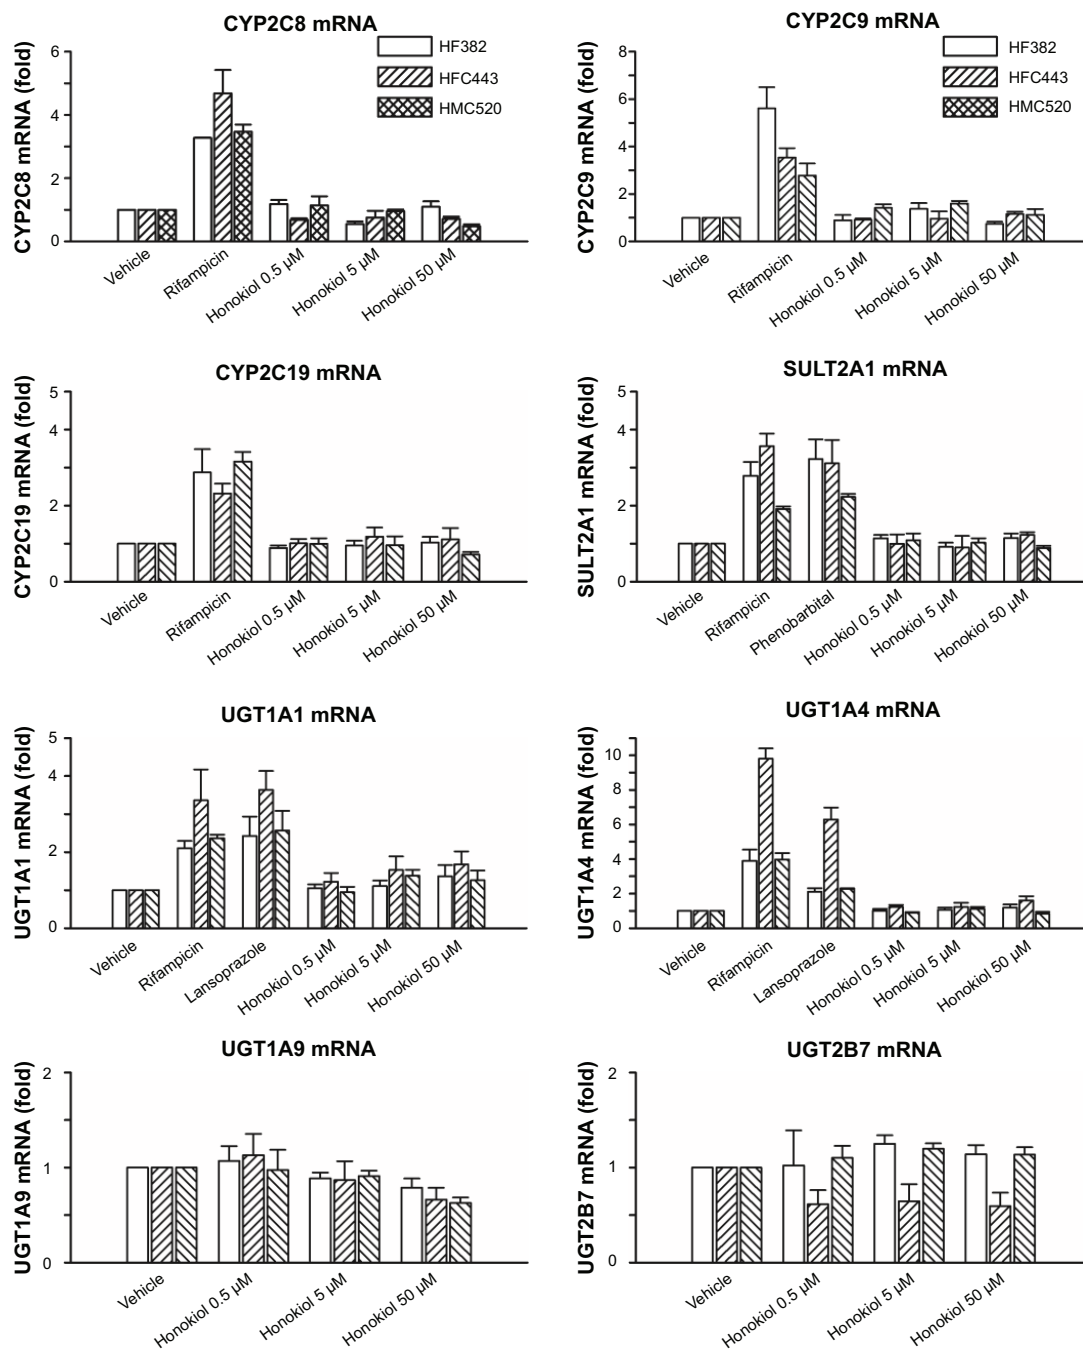 CYP2C8 mRNA
CYP2C8 mRNA (fold)
6
4
2
0
HF382
HFC443
HMC520
Vehicle
Rifampicin
Honokiol 0.5 µM
Honokiol 5 µM
Honokiol 50 µM
CYP2C9 mRNA
CYP2C9 mRNA (fold)
8
6
4
2
0
HF382
HFC443
HMC520
Vehicle
Rifampicin
Honokiol 0.5 µM
Honokiol 5 µM
Honokiol 50 µM
CYP2C19 mRNA
CYP2C19 mRNA (fold)
5
4
2
0
Vehicle
Rifampicin
Honokiol 0.5 µM
Honokiol 5 µM
Honokiol 50 µM
SULT2A1 mRNA
SULT2A1 mRNA (fold)
5
4
2
0
Vehicle
Rifampicin
Phenobarbital
Honokiol 0.5 µM
Honokiol 5 µM
Honokiol 50 µM
UGT1A1 mRNA
UGT1A1 mRNA (fold)
5
4
2
0
Vehicle
Rifampicin
Lansoprazole
Honokiol 0.5 µM
Honokiol 5 µM
Honokiol 50 µM
UGT1A4 mRNA
UGT1A4 mRNA (fold)
10
8
6
4
2
0
Vehicle
Rifampicin
Lansoprazole
Honokiol 0.5 µM
Honokiol 5 µM
Honokiol 50 µM
UGT1A9 mRNA
UGT1A9 mRNA (fold)
2
1
0
Vehicle
Honokiol 0.5 µM
Honokiol 5 µM
Honokiol 50 µM
UGT2B7 mRNA
UGT2B7 mRNA (fold)
2
1
0
Vehicle
Honokiol 0.5 µM
Honokiol 5 µM
Honokiol 50 µM